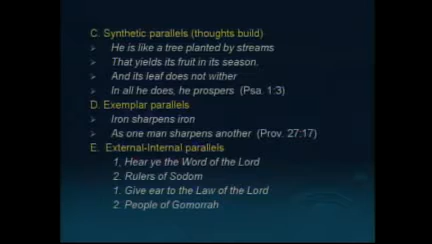 C. Synthetic parallels (thoughts build)
He is like a tree planted by streams
That yields its fruit in its season.
And its leaf does not wither
In all he does, he prospers (Psa. 1:3)
D. Exemplar parallels
Iron sharpens iron
As one man sharpens another (Prov. 27:17)
E. External-Internal parallels
1. Hear ye the Word of the Lord
2. Rulers of Sodom
1. Give ear to the Law of the Lord
2. People of Gomorrah